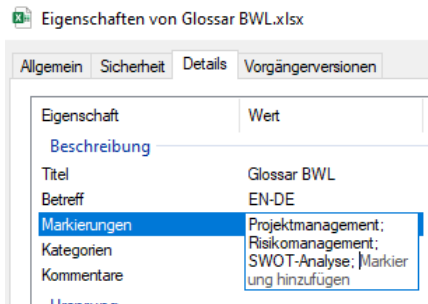 Eigenschaften von Glossar BWL.xlsx
Allgemein Sicherheit Details Vorgängerversionen
Eigenschaft Wert
Beschreibung
Titel Glossar BWL
Betreff EN-DE
Markierungen Projektmanagement;
Risikomanagement;
SWOT-Analyse; Markier
ung hinzufügen
Kategorien
Kommentare